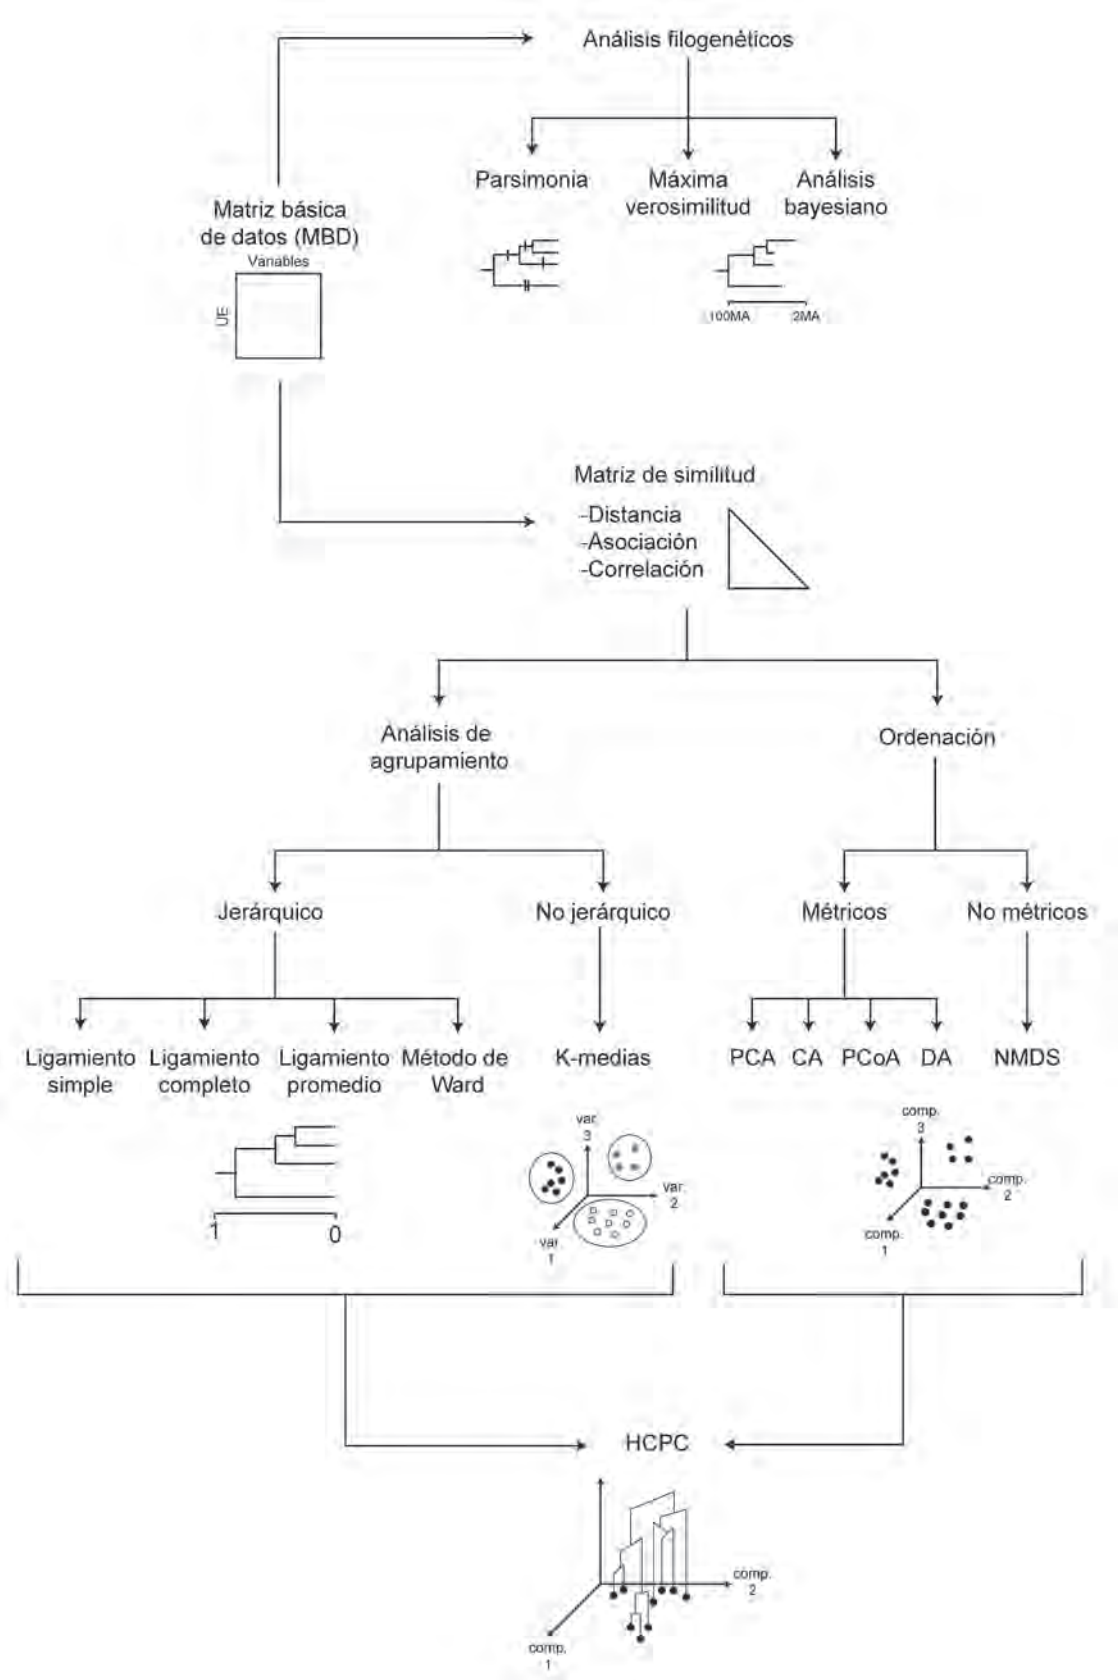 Análisis filogenéticos
Parsimonia
Máxima
verosimilitud
Análisis
bayesiano
Matriz básica
de datos (MBD)
Variables
UE
100MA
2MA
Matriz de similitud
-Distancia
-Asociación
-Correlación
Análisis de
agrupamiento
Ordenación
Jerárquico
No jerárquico
Métricos
No métricos
Ligamiento
simple
Ligamiento
completo
Ligamiento
promedio
Método de
Ward
K-medias
PCA
CA
PCoA
DA
NMDS
1
0
var.
3
var.
2
var.
1
comp.
3
comp.
2
comp.
1
HCPC
comp.
2
comp.
1